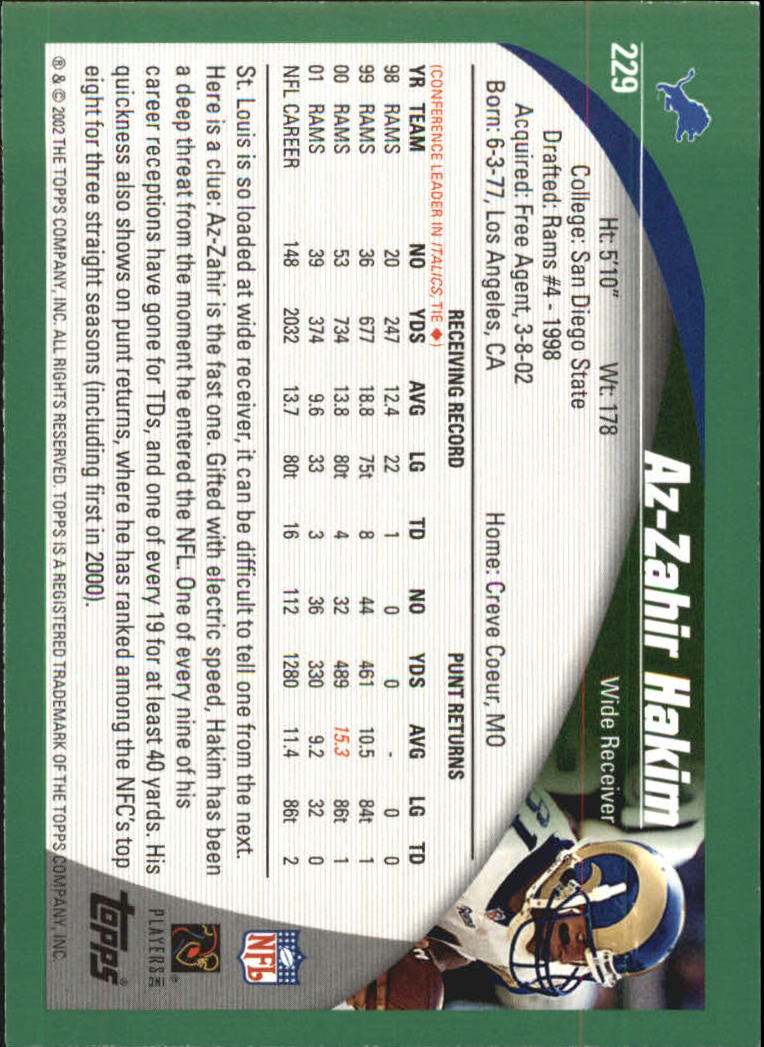 229
Az-Zahir Hakim
Wide Receiver
Ht: 5'10" Wt: 178
College: San Diego State
Drafted: Rams #4 - 1998
Acquired: Free Agent, 3-8-02
Born: 6-3-77, Los Angeles, CA Home: Creve Coeur, MO
RECEIVING RECORD PUNT RETURNS
(CONFERENCE LEADER IN ITALICS, TIE ♦)
YR TEAM NO YDS AVG LG TD NO YDS AVG LG TD
98 RAMS 20 247 12.4 22 1 0 0 - 0 0
99 RAMS 36 677 18.8 75t 8 44 461 10.5 84t 1
00 RAMS 53 734 13.8 80t 4 32 489 15.3 86t 1
01 RAMS 39 374 9.6 33 3 36 330 9.2 32 0
NFL CAREER 148 2032 13.7 80t 16 112 1280 11.4 86t 2
St. Louis is so loaded at wide receiver, it can be difficult to tell one from the next.
Here is a clue: Az-Zahir is the fast one. Gifted with electric speed, Hakim has been
a deep threat from the moment he entered the NFL. One of every nine of his
career receptions have gone for TDs, and one of every 19 for at least 40 yards. His
quickness also shows on punt returns, where he has ranked among the NFC's top
eight for three straight seasons (including first in 2000).
® & © 2002 THE TOPPS COMPANY, INC. ALL RIGHTS RESERVED. TOPPS IS A REGISTERED TRADEMARK OF THE TOPPS COMPANY, INC.
81
Rams
NFL
PLAYERS INC
topps®